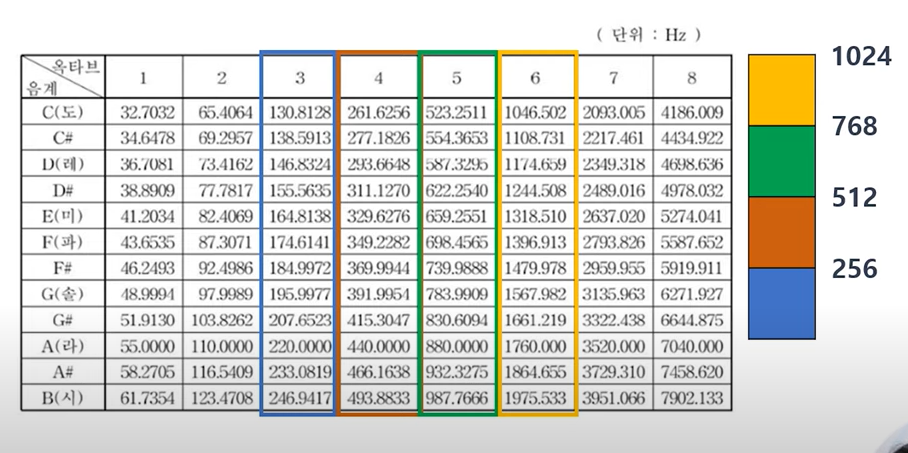 ( 단위 : Hz )
옥타브
음계 1 2 3 4 5 6 7 8
C(도) 32.7032 65.4064 130.8128 261.6256 523.2511 1046.502 2093.005 4186.009
C# 34.6478 69.2957 138.5913 277.1826 554.3653 1108.731 2217.461 4434.922
D(레) 36.7081 73.4162 146.8324 293.6648 587.3295 1174.659 2349.318 4698.636
D# 38.8909 77.7817 155.5635 311.1270 622.2540 1244.508 2489.016 4978.032
E(미) 41.2034 82.4069 164.8138 329.6276 659.2551 1318.510 2637.020 5274.041
F(파) 43.6535 87.3071 174.6141 349.2282 698.4565 1396.913 2793.826 5587.652
F# 46.2493 92.4986 184.9972 369.9944 739.9888 1479.978 2959.955 5919.911
G(솔) 48.9994 97.9989 195.9977 391.9954 783.9909 1567.982 3135.963 6271.927
G# 51.9130 103.8262 207.6523 415.3047 830.6094 1661.219 3322.438 6644.875
A(라) 55.0000 110.0000 220.0000 440.0000 880.0000 1760.000 3520.000 7040.000
A# 58.2705 116.5409 233.0819 466.1638 932.3275 1864.655 3729.310 7458.620
B(시) 61.7354 123.4708 246.9417 493.8833 987.7666 1975.533 3951.066 7902.133
1024
768
512
256